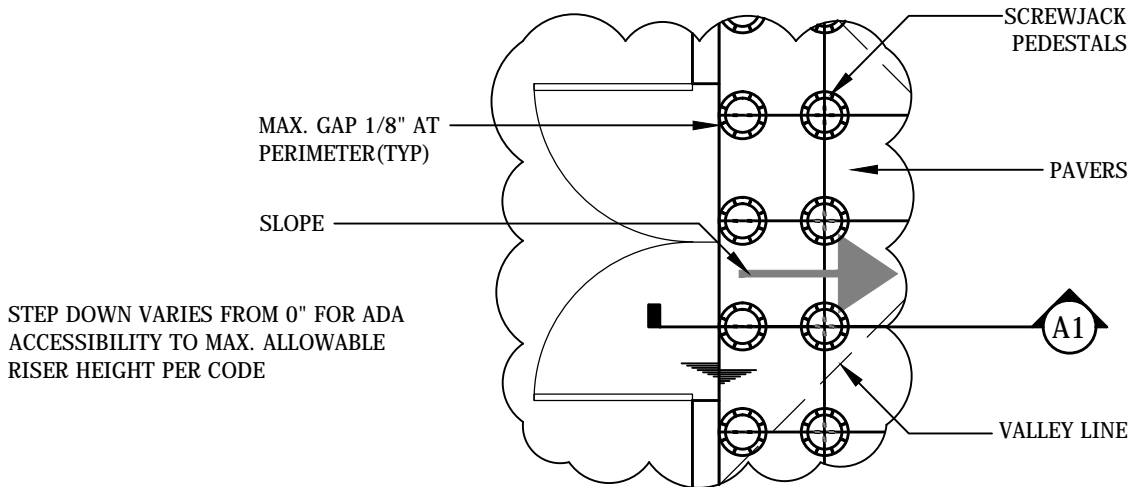 SCREWJACK
PEDESTALS
MAX. GAP 1/8" AT
PERIMETER(TYP)
PAVERS
SLOPE
STEP DOWN VARIES FROM 0" FOR ADA
ACCESSIBILITY TO MAX. ALLOWABLE
RISER HEIGHT PER CODE
A1
VALLEY LINE